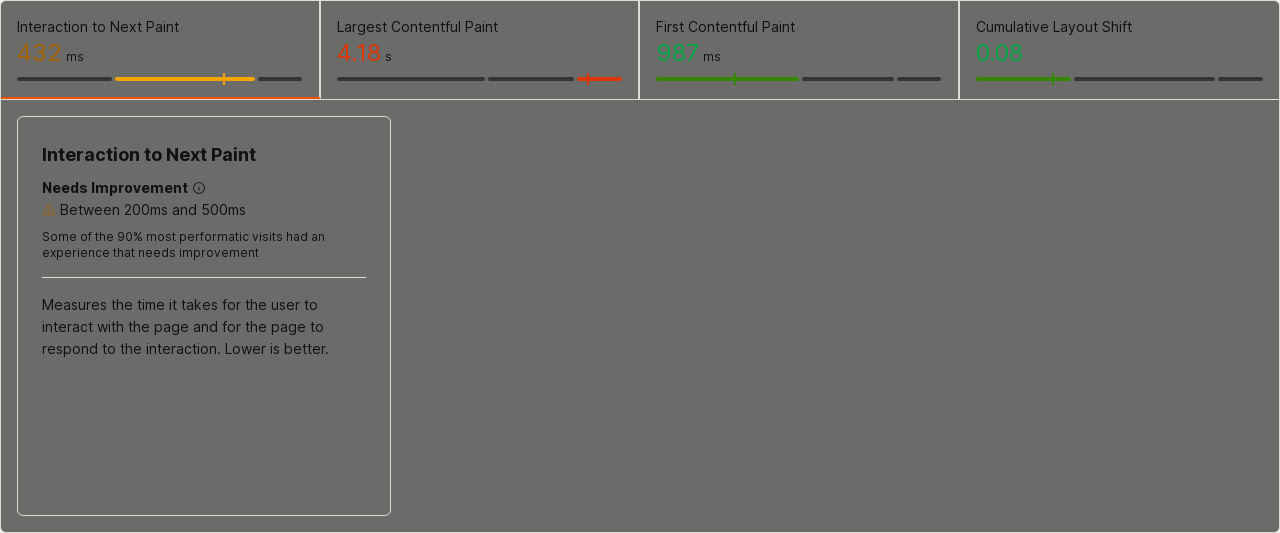 Interaction to Next Paint
432 ms
Largest Contentful Paint
4.18 s
First Contentful Paint
987 ms
Cumulative Layout Shift
0.08
Interaction to Next Paint
Needs Improvement
Between 200ms and 500ms
Some of the 90% most performatic visits had an
experience that needs improvement
Measures the time it takes for the user to
interact with the page and for the page to
respond to the interaction. Lower is better.